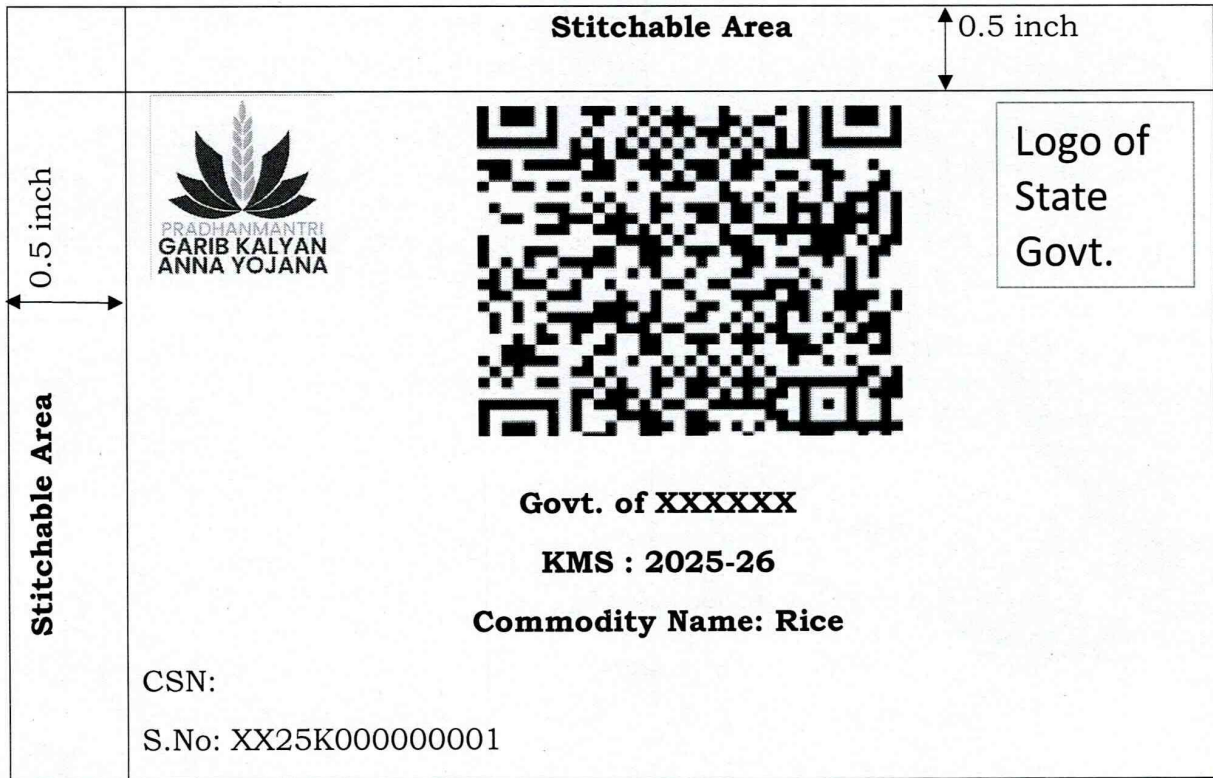 Stitchable Area
0.5 inch
0.5 inch
Stitchable Area
PRADHANMANTRI
GARIB KALYAN
ANNA YOJANA
Logo of
State
Govt.
Govt. of XXXXXX
KMS : 2025-26
Commodity Name: Rice
CSN:
S.No: XX25K000000001